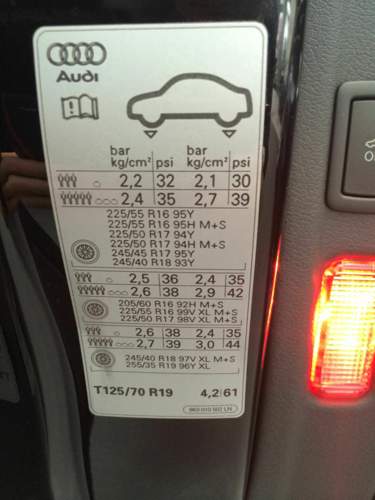 Audi
bar bar
kg/cm² psi kg/cm² psi
2,2 32 2,1 30
2,4 35 2,7 39
225/55 R16 95Y
225/55 R16 95H M+S
225/50 R17 94Y
225/50 R17 94H M+S
245/45 R17 95Y
245/40 R18 93Y
2,5 36 2,4 35
2,6 38 2,9 42
205/60 R16 92H M+S
225/55 R16 99V XL M+S
225/50 R17 98V XL M+S
2,6 38 2,4 35
2,7 39 3,0 44
245/40 R18 97V XL M+S
255/35 R19 96Y XL
T125/70 R19 4,2 61